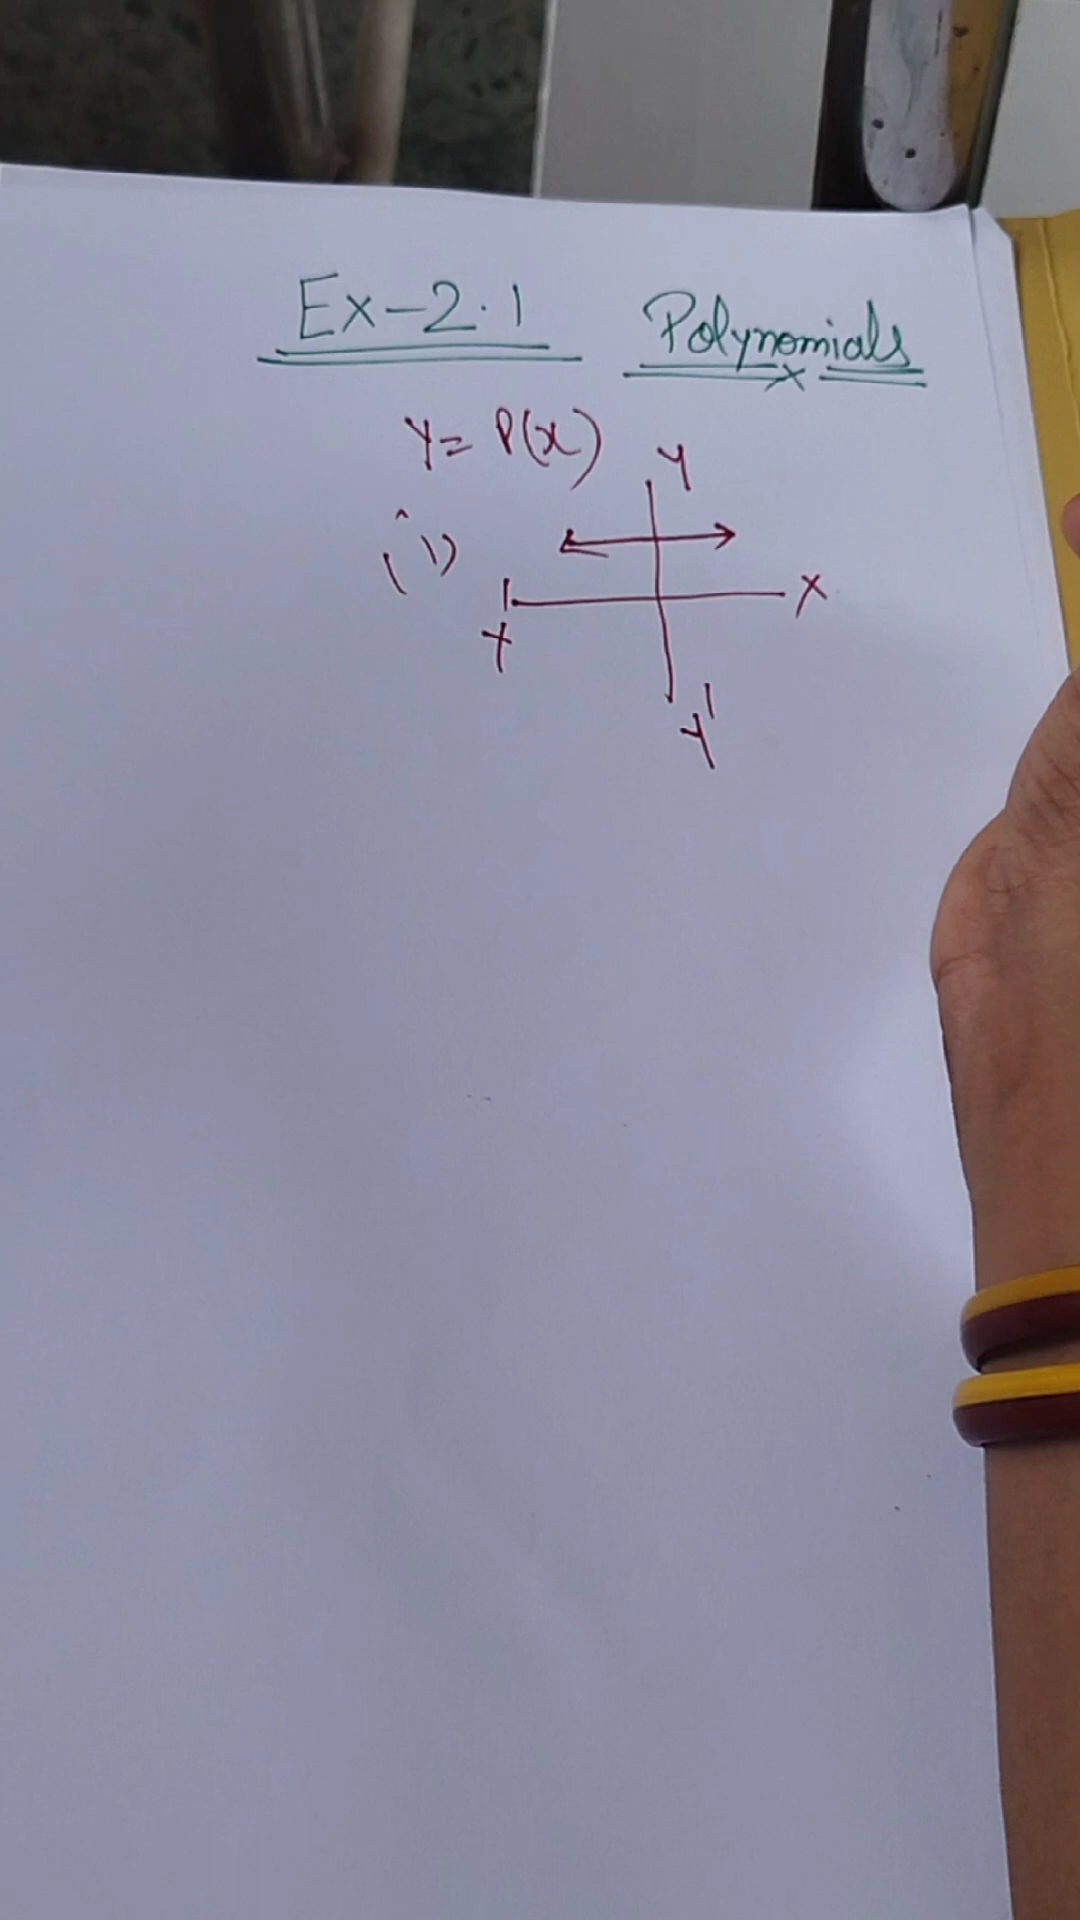 Ex-2.1 Polynomials
x
Y = P(x)
Y
(i)
X
X'
Y'